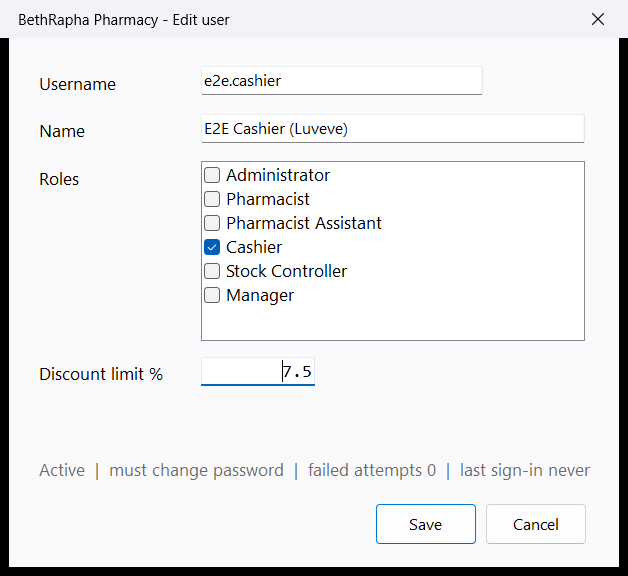 BethRapha Pharmacy - Edit user
Username
e2e.cashier
Name
E2E Cashier (Luveve)
Roles
Administrator
Pharmacist
Pharmacist Assistant
Cashier
Stock Controller
Manager
Discount limit %
7.5
Active | must change password | failed attempts 0 | last sign-in never
Save
Cancel